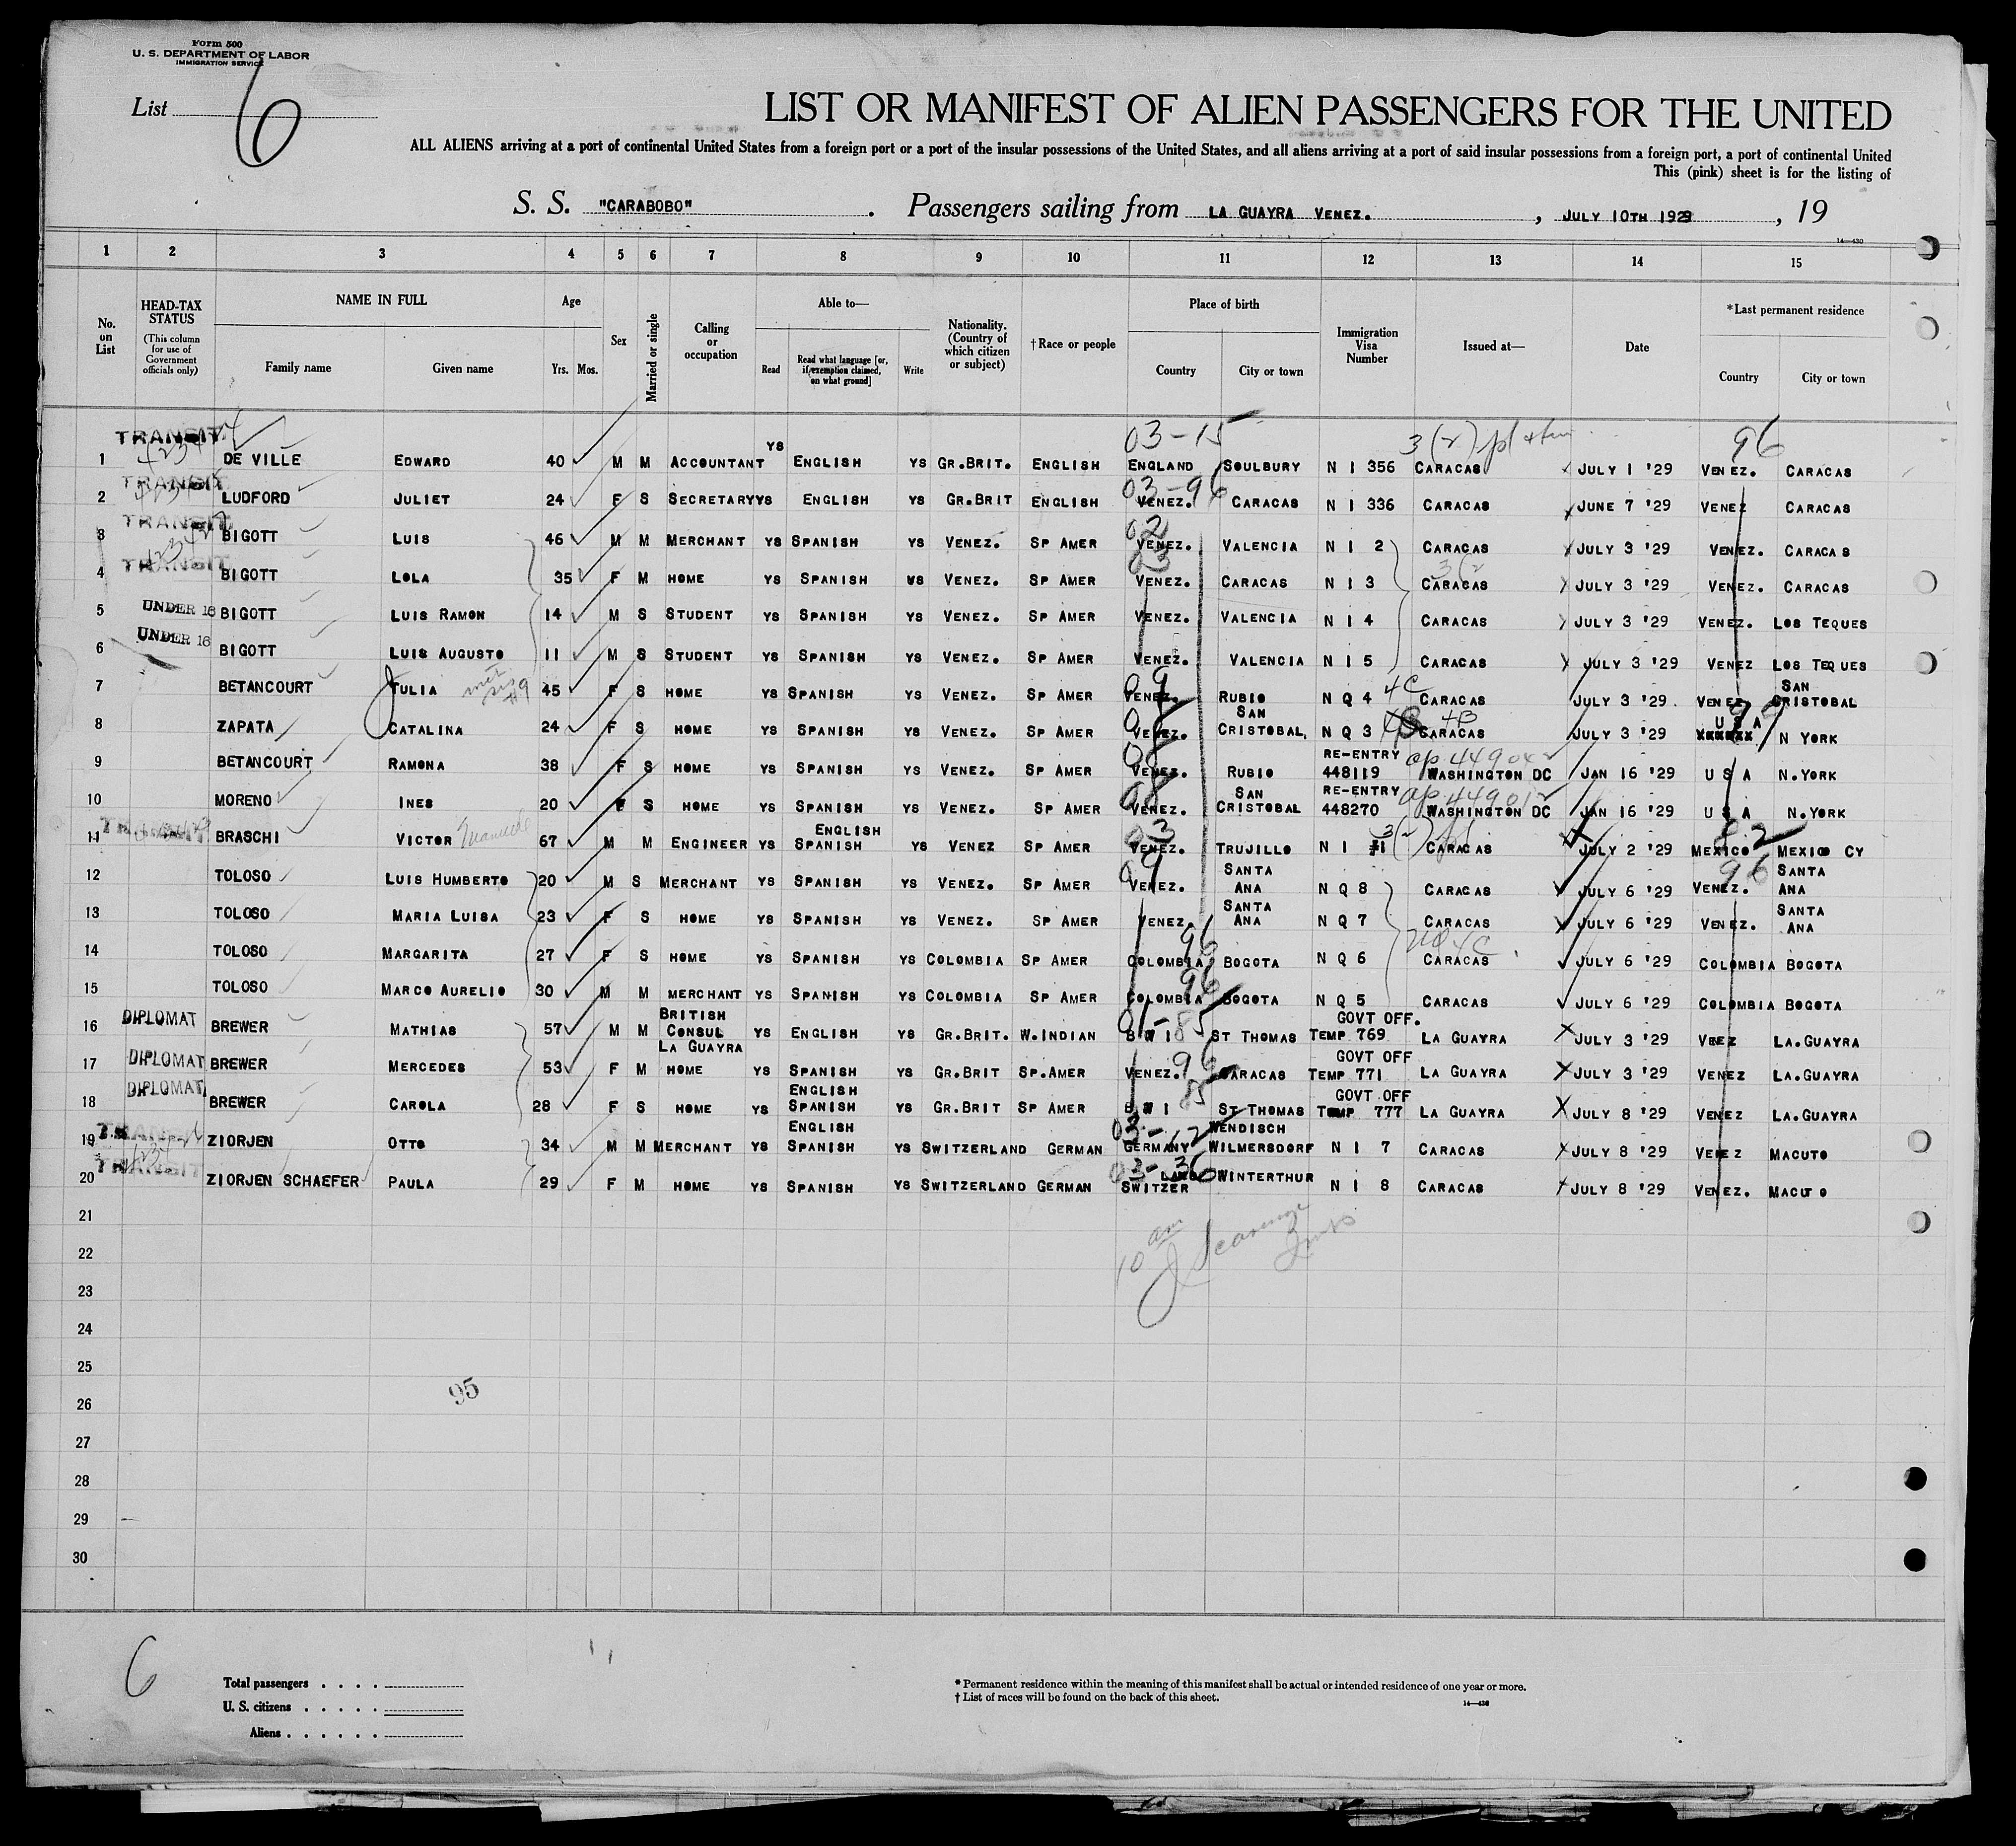 Form 500
U. S. DEPARTMENT OF LABOR
IMMIGRATION SERVICE
List 6
LIST OR MANIFEST OF ALIEN PASSENGERS FOR THE UNITED
ALL ALIENS arriving at a port of continental United States from a foreign port or a port of the insular possessions of the United States, and all aliens arriving at a port of said insular possessions from a foreign port, a port of continental United
This (pink) sheet is for the listing of
S. S. "CARABOBO" . Passengers sailing from LA GUAYRA VENEZ. , JULY 10TH 1929 , 19
14—430
1 2 3 4 5 6 7 8 9 10 11 12 13 14 15
No. on List HEAD-TAX STATUS (This column for use of Government officials only) NAME IN FULL Family name Given name Age Yrs. Mos. Sex Married or single Calling or occupation Able to— Read Read what language [or, if exemption claimed, on what ground] Write Nationality. (Country of which citizen or subject) †Race or people Place of birth Country City or town Immigration Visa Number Issued at— Date *Last permanent residence Country City or town
03-15 3(2) 96
1 TRANSIT DE VILLE EDWARD 40 M M ACCOUNTANT YS ENGLISH YS GR.BRIT. ENGLISH ENGLAND SOULBURY N I 356 CARACAS JULY 1 '29 VENEZ. CARACAS
03-96
2 TRANSIT LUDFORD JULIET 24 F S SECRETARY YS ENGLISH YS GR.BRIT ENGLISH VENEZ. CARACAS N I 336 CARACAS JUNE 7 '29 VENEZ CARACAS
02
3 TRANSIT BIGOTT LUIS 46 M M MERCHANT YS SPANISH YS VENEZ. SP AMER VENEZ. VALENCIA N I 2 CARACAS JULY 3 '29 VENEZ. CARACAS
03 3(2
4 TRANSIT BIGOTT LOLA 35 F M HOME YS SPANISH YS VENEZ. SP AMER VENEZ. CARACAS N I 3 CARACAS JULY 3 '29 VENEZ. CARACAS
5 UNDER 16 BIGOTT LUIS RAMON 14 M S STUDENT YS SPANISH YS VENEZ. SP AMER VENEZ. VALENCIA N I 4 CARACAS JULY 3 '29 VENEZ. LOS TEQUES
6 UNDER 16 BIGOTT LUIS AUGUSTO 11 M S STUDENT YS SPANISH YS VENEZ. SP AMER VENEZ. VALENCIA N I 5 CARACAS JULY 3 '29 VENEZ LOS TEQUES
7 BETANCOURT JULIA 45 F S HOME YS SPANISH YS VENEZ. SP AMER VENEZ. RUBIO N Q 4 4C CARACAS JULY 3 '29. VENEZ SAN CRISTOBAL
8 ZAPATA CATALINA 24 F S HOME YS SPANISH YS VENEZ. SP AMER VENEZ. SAN CRISTOBAL, N Q 3 4B CARACAS JULY 3 '29 U S A N YORK
9 BETANCOURT RAMONA 38 F S HOME YS SPANISH YS VENEZ. SP AMER VENEZ. RUBIO RE-ENTRY 448119 WASHINGTON DC JAN 16 '29 U S A N.YORK
10 MORENO INES 20 F S HOME YS SPANISH YS VENEZ. SP AMER VENEZ. SAN CRISTOBAL RE-ENTRY 448270 WASHINGTON DC JAN 16 '29 U S A N.YORK
11 BRASCHI VICTOR 67 M M ENGINEER YS ENGLISH SPANISH YS VENEZ SP AMER VENEZ. TRUJILLO N I 1 CARACAS JULY 2 '29 MEXICO MEXICO CY
12 TOLOSO LUIS HUMBERTO 20 M S MERCHANT YS SPANISH YS VENEZ. SP AMER VENEZ. SANTA ANA N Q 8 CARACAS JULY 6 '29 VENEZ. SANTA ANA
13 TOLOSO MARIA LUISA 23 F S HOME YS SPANISH YS VENEZ. SP AMER VENEZ. SANTA ANA N Q 7 CARACAS JULY 6 '29 VENEZ. SANTA ANA
14 TOLOSO MARGARITA 27 F S HOME YS SPANISH YS COLOMBIA SP AMER COLOMBIA BOGOTA N Q 6 CARACAS JULY 6 '29 COLOMBIA BOGOTA
15 TOLOSO MARCO AURELIO 30 M M MERCHANT YS SPANISH YS COLOMBIA SP AMER COLOMBIA BOGOTA N Q 5 CARACAS JULY 6 '29 COLOMBIA BOGOTA
16 DIPLOMAT BREWER MATHIAS 57 M M BRITISH CONSUL LA GUAYRA YS ENGLISH YS GR.BRIT. W.INDIAN B W I ST THOMAS GOVT OFF. TEMP 769 LA GUAYRA JULY 3 '29 VENEZ LA.GUAYRA
17 DIPLOMAT BREWER MERCEDES 53 F M HOME YS SPANISH YS GR.BRIT SP.AMER VENEZ. CARACAS GOVT OFF TEMP 771 LA GUAYRA JULY 3 '29 VENEZ LA.GUAYRA
18 DIPLOMAT BREWER CAROLA 28 F S HOME YS ENGLISH SPANISH YS GR.BRIT SP AMER B W I ST THOMAS GOVT OFF TEMP 777 LA GUAYRA JULY 8 '29 VENEZ LA.GUAYRA
19 ZIORJEN OTTO 34 M M MERCHANT YS ENGLISH SPANISH YS SWITZERLAND GERMAN GERMANY WENDISCH WILMERSDORF N I 7 CARACAS JULY 8 '29 VENEZ MACUTO
20 TRANSIT ZIORJEN SCHAEFER PAULA 29 F M HOME YS SPANISH YS SWITZERLAND GERMAN SWITZER LAND WINTERTHUR N I 8 CARACAS JULY 8 '29 VENEZ. MACUTO
21
22
10 am
23
24
25
95
26
27
28
29
30
6
Total passengers . . . .
U. S. citizens . . . . .
Aliens . . . . . .
* Permanent residence within the meaning of this manifest shall be actual or intended residence of one year or more.
† List of races will be found on the back of this sheet.
14—430